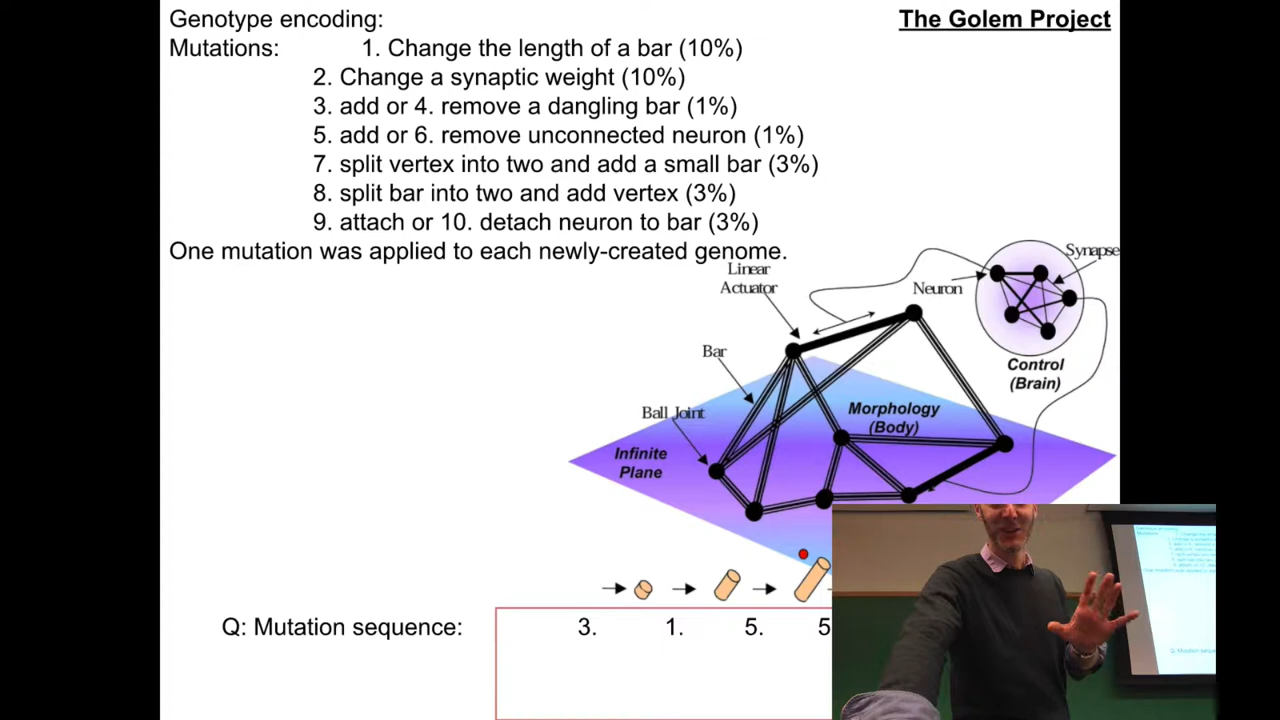 Genotype encoding:
The Golem Project
Mutations: 1. Change the length of a bar (10%)
2. Change a synaptic weight (10%)
3. add or 4. remove a dangling bar (1%)
5. add or 6. remove unconnected neuron (1%)
7. split vertex into two and add a small bar (3%)
8. split bar into two and add vertex (3%)
9. attach or 10. detach neuron to bar (3%)
One mutation was applied to each newly-created genome.
Linear
Actuator
Neuron
Synapse
Bar
Control
(Brain)
Ball Joint
Morphology
(Body)
Infinite
Plane
Q: Mutation sequence: 3. 1. 5. 5